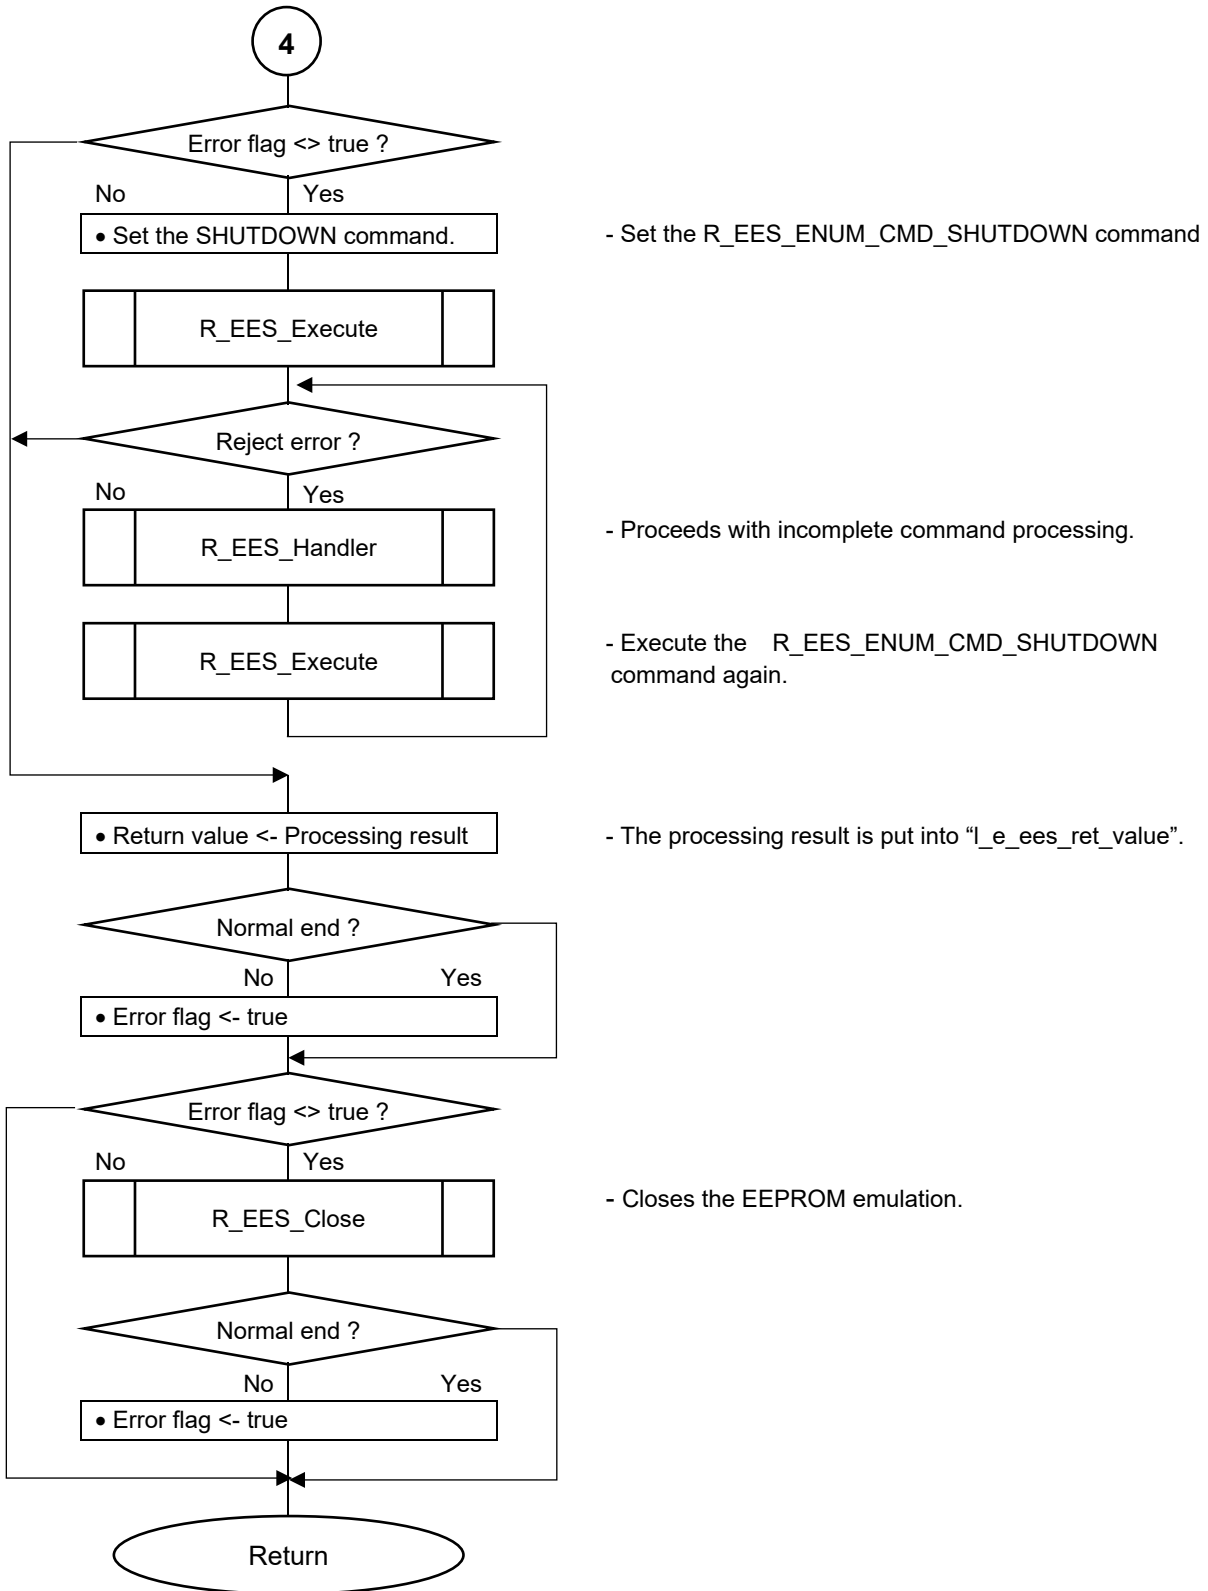 4
Error flag <> true ?
No
Yes
• Set the SHUTDOWN command.
- Set the R_EES_ENUM_CMD_SHUTDOWN command
R_EES_Execute
Reject error ?
No
Yes
R_EES_Handler
- Proceeds with incomplete command processing.
R_EES_Execute
- Execute the R_EES_ENUM_CMD_SHUTDOWN
command again.
• Return value <- Processing result
- The processing result is put into “l_e_ees_ret_value”.
Normal end ?
No
Yes
• Error flag <- true
Error flag <> true ?
No
Yes
R_EES_Close
- Closes the EEPROM emulation.
Normal end ?
No
Yes
• Error flag <- true
Return